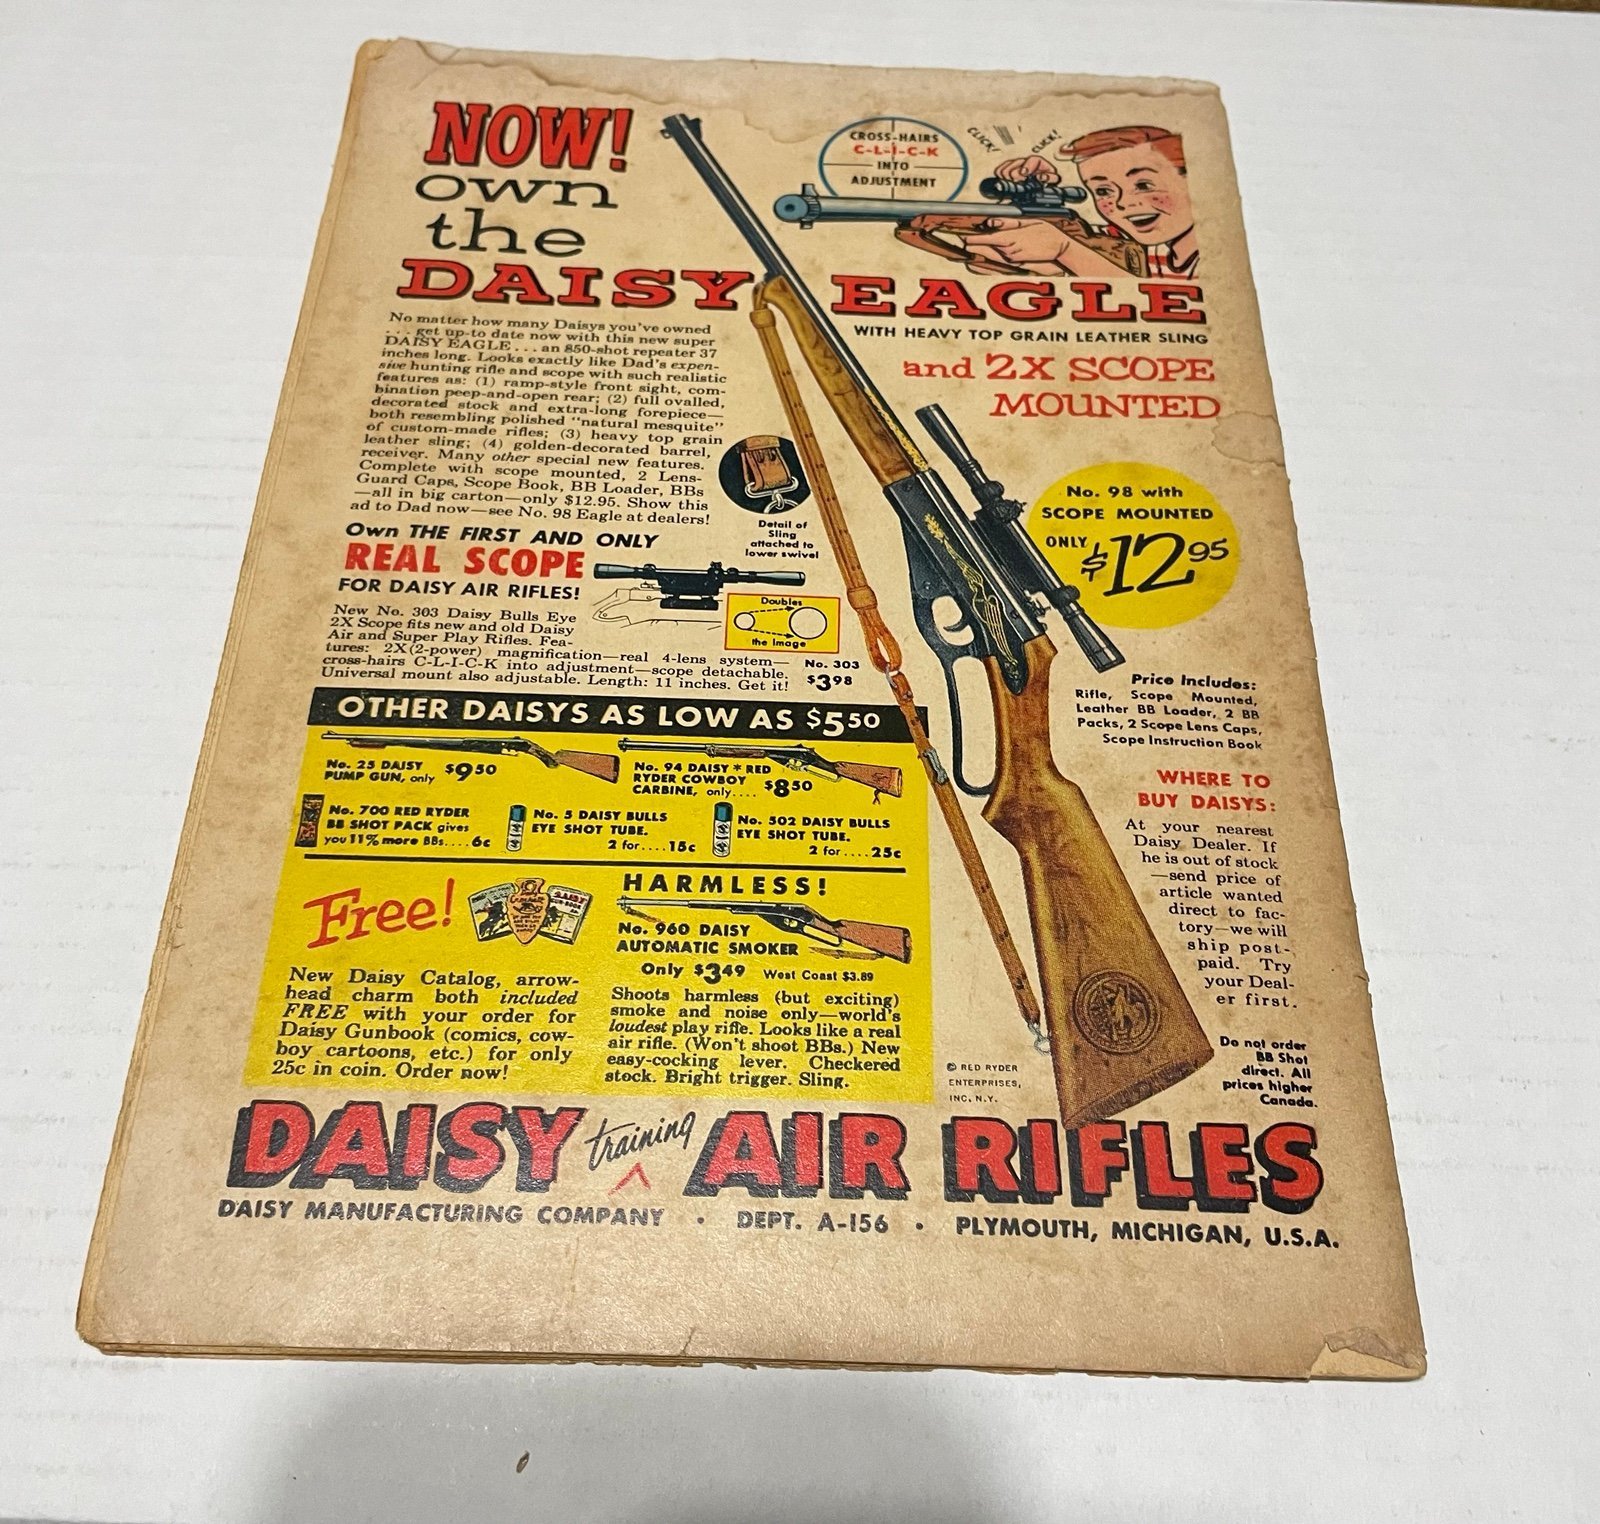 NOW!
own
the
DAISY EAGLE
CROSS-HAIRS
C-L-I-C-K
INTO
ADJUSTMENT
CLICK!
CLICK!
WITH HEAVY TOP GRAIN LEATHER SLING
and 2X SCOPE
MOUNTED
No matter how many Daisys you've owned
. . . get up-to date now with this new super
DAISY EAGLE . . . an 850-shot repeater 37
inches long. Looks exactly like Dad's expen-
sive hunting rifle and scope with such realistic
features as: (1) ramp-style front sight, com-
bination peep-and-open rear; (2) full ovalled,
decorated stock and extra-long forepiece—
both resembling polished "natural mesquite"
of custom-made rifles; (3) heavy top grain
leather sling; (4) golden-decorated barrel,
receiver. Many other special new features.
Complete with scope mounted, 2 Lens-
Guard Caps, Scope Book, BB Loader, BBs
—all in big carton—only $12.95. Show this
ad to Dad now—see No. 98 Eagle at dealers!
Detail of
Sling
attached to
lower swivel
No. 98 with
SCOPE MOUNTED
ONLY $12 95
Own THE FIRST AND ONLY
REAL SCOPE
FOR DAISY AIR RIFLES!
New No. 303 Daisy Bulls Eye
2X Scope fits new and old Daisy
Air and Super Play Rifles. Fea-
tures: 2X(2-power) magnification—real 4-lens system—
cross-hairs C-L-I-C-K into adjustment—scope detachable.
Universal mount also adjustable. Length: 11 inches. Get it!
Doubles
the Image
No. 303
$3 98
Price Includes:
Rifle, Scope Mounted,
Leather BB Loader, 2 BB
Packs, 2 Scope Lens Caps,
Scope Instruction Book
OTHER DAISYS AS LOW AS $5 50
No. 25 DAISY
PUMP GUN, only $9 50
No. 94 DAISY * RED
RYDER COWBOY
CARBINE, only.... $8 50
No. 700 RED RYDER
BB SHOT PACK gives
you 11% more BBs....6c
No. 5 DAISY BULLS
EYE SHOT TUBE.
2 for....15c
No. 502 DAISY BULLS
EYE SHOT TUBE.
2 for....25c
WHERE TO
BUY DAISYS:
At your nearest
Daisy Dealer. If
he is out of stock
—send price of
article wanted
direct to fac-
tory—we will
ship post-
paid. Try
your Deal-
er first.
Free!
New Daisy Catalog, arrow-
head charm both included
FREE with your order for
Daisy Gunbook (comics, cow-
boy cartoons, etc.) for only
25c in coin. Order now!
HARMLESS!
No. 960 DAISY
AUTOMATIC SMOKER
Only $3 49 West Coast $3.89
Shoots harmless (but exciting)
smoke and noise only—world's
loudest play rifle. Looks like a real
air rifle. (Won't shoot BBs.) New
easy-cocking lever. Checkered
stock. Bright trigger. Sling.
© RED RYDER
ENTERPRISES,
INC. N.Y.
Do not order
BB Shot
direct. All
prices higher
Canada.
DAISY training AIR RIFLES
DAISY MANUFACTURING COMPANY • DEPT. A-156 • PLYMOUTH, MICHIGAN, U.S.A.